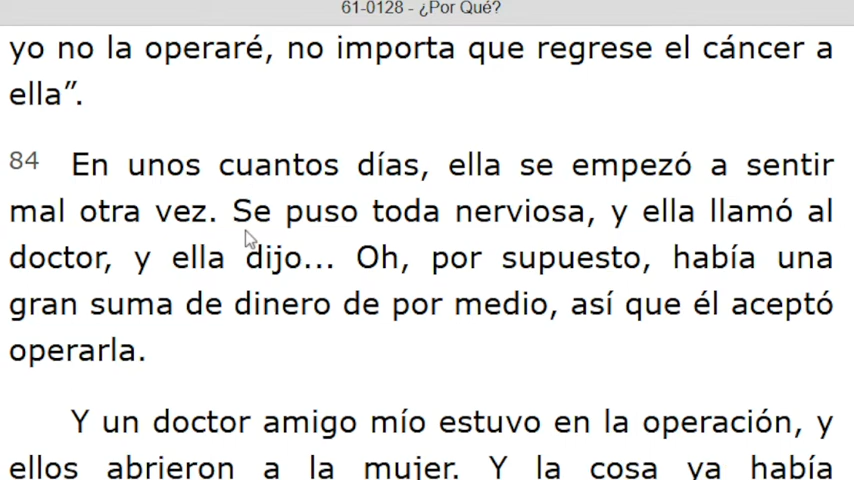 61-0128 - ¿Por Qué?
yo no la operaré, no importa que regrese el cáncer a
ella”.
84 En unos cuantos días, ella se empezó a sentir
mal otra vez. Se puso toda nerviosa, y ella llamó al
doctor, y ella dijo... Oh, por supuesto, había una
gran suma de dinero de por medio, así que él aceptó
operarla.
Y un doctor amigo mío estuvo en la operación, y
ellos abrieron a la mujer. Y la cosa ya había